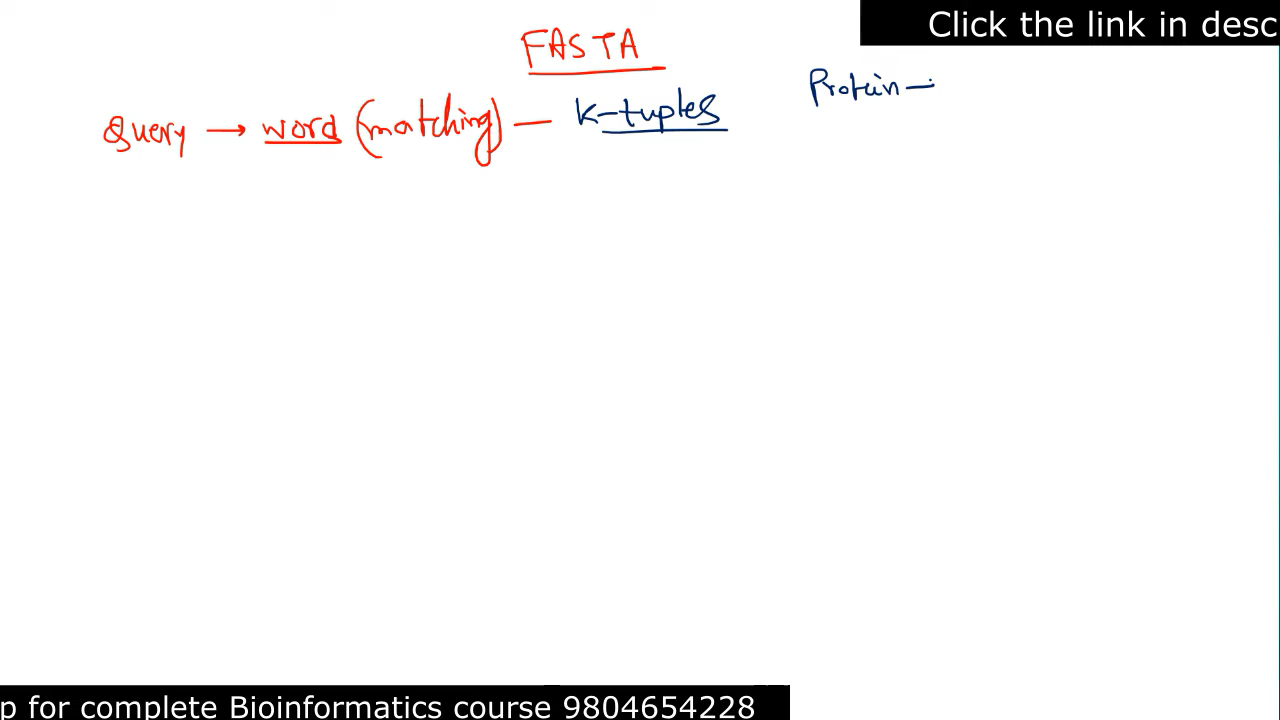 Click the link in desc
FASTA
Protein —
Query → word (matching) — K-tuples
p for complete Bioinformatics course 9804654228